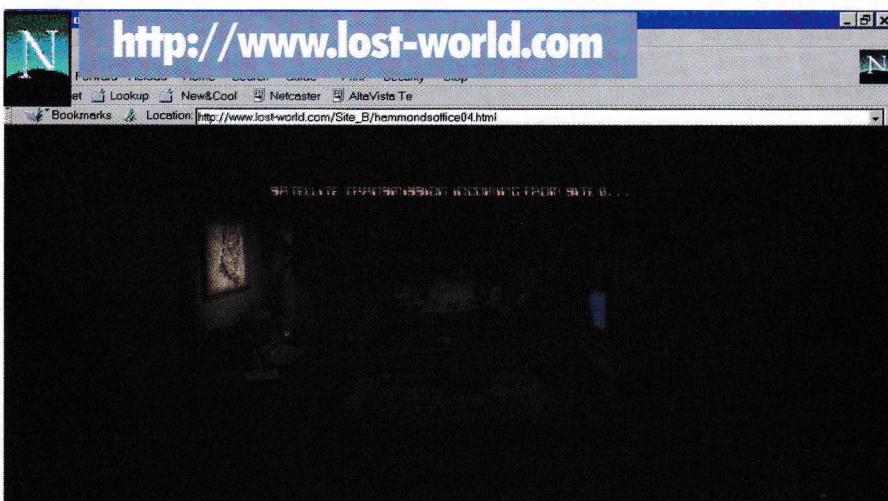 N
http://www.lost-world.com
N
Forward Reload Home Search Guide Print Security Stop
et Lookup New&Cool Netcaster AltaVista Te
Bookmarks Location: http://www.lost-world.com/Site_B/hammondsoffice04.html
SATELLITE TRANSMISSION INCOMING FROM SITE B...